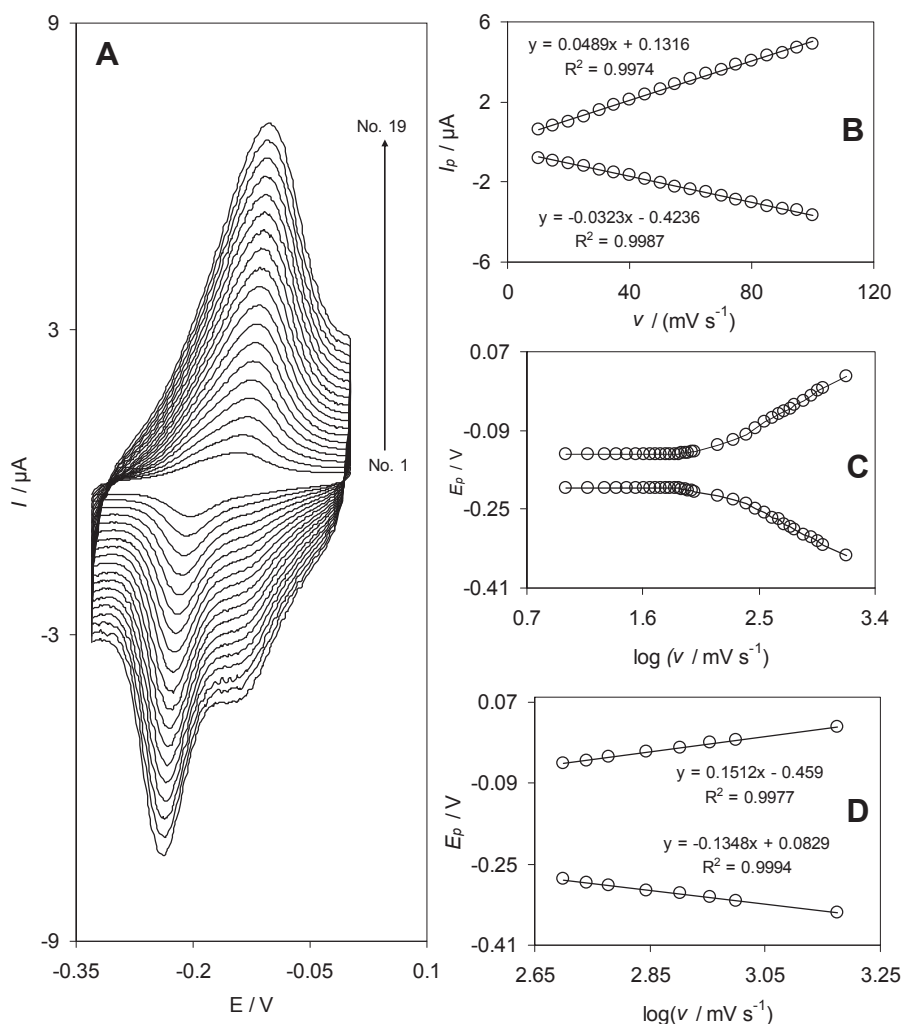 A
9
3
-3
-9
I / µA
-0.35
-0.2
-0.05
0.1
E / V
No. 19
No. 1
B
6
2
-2
-6
Ip / µA
y = 0.0489x + 0.1316
R² = 0.9974
y = -0.0323x - 0.4236
R² = 0.9987
0
40
80
120
v / (mV s⁻¹)
C
0.07
-0.09
-0.25
-0.41
Ep / V
0.7
1.6
2.5
3.4
log (v / mV s⁻¹)
D
0.07
-0.09
-0.25
-0.41
Ep / V
y = 0.1512x - 0.459
R² = 0.9977
y = -0.1348x + 0.0829
R² = 0.9994
2.65
2.85
3.05
3.25
log(v / mV s⁻¹)